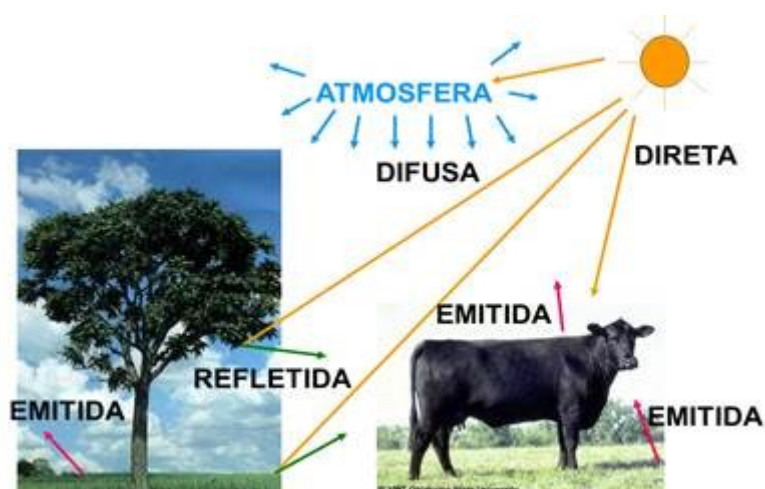 ATMOSFERA
DIFUSA
DIRETA
EMITIDA
REFLETIDA
EMITIDA
EMITIDA